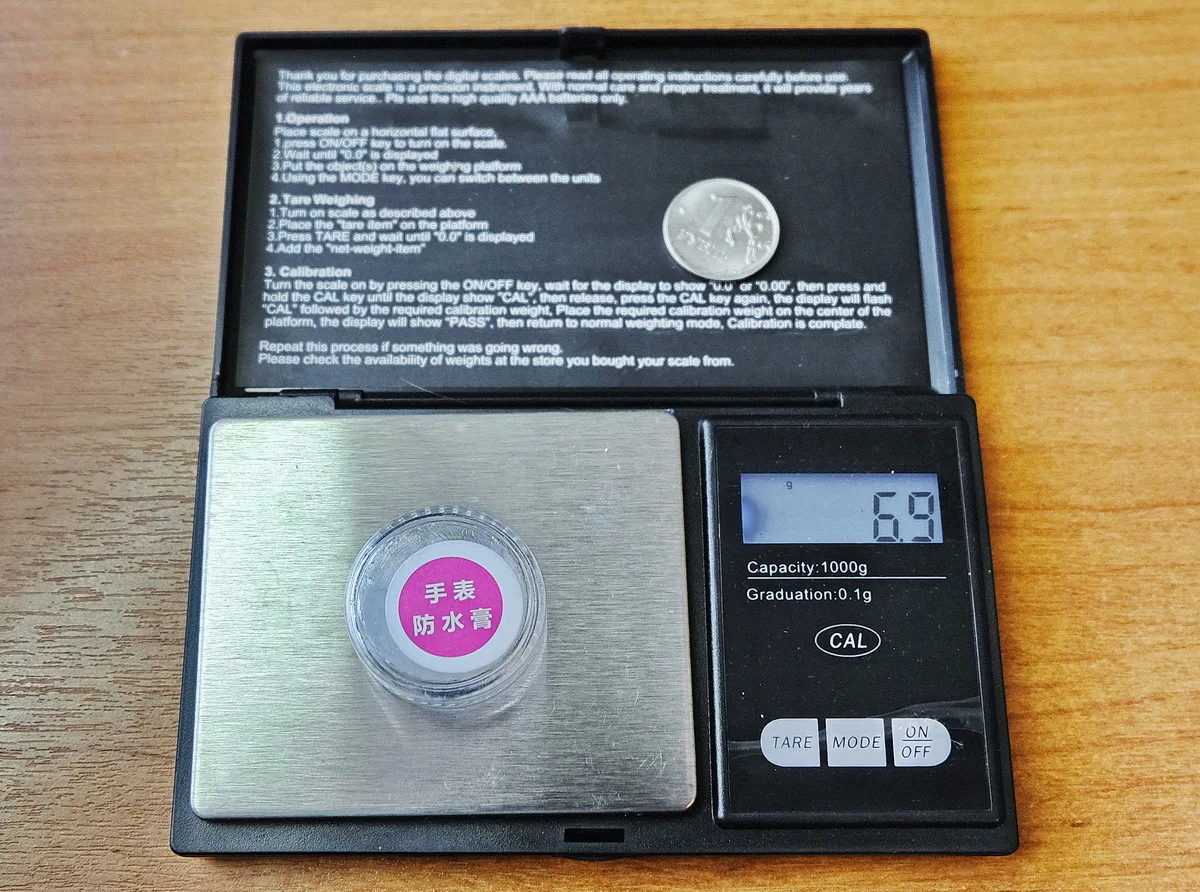 Thank you for purchasing the digital scales. Please read all operating instructions carefully before use.
This electronic scale is a precision instrument. With normal care and proper treatment, it will provide years
of reliable service.. Pls use the high quality AAA batteries only.
1.Operation
Place scale on a horizontal flat surface,
1.press ON/OFF key to turn on the scale.
2.Wait until "0.0" is displayed
3.Put the object(s) on the weighing platform
4.Using the MODE key, you can switch between the units
2.Tare Weighing
1.Turn on scale as described above
2.Place the "tare item" on the platform
3.Press TARE and wait until "0.0" is displayed
4.Add the "net-weight-item"
3. Calibration
Turn the scale on by pressing the ON/OFF key, wait for the display to show "0.0" or "0.00", then press and
hold the CAL key until the display show "CAL", then release, press the CAL key again, the display will flash
"CAL" followed by the required calibration weight, Place the required calibration weight on the center of the
platform, the display will show "PASS", then return to normal weighting mode, Calibration is complete.
Repeat this process if something was going wrong.
Please check the availability of weights at the store you bought your scale from.
g
6.9
Capacity:1000g
Graduation:0.1g
CAL
TARE
MODE
ON
OFF
手表
防水膏